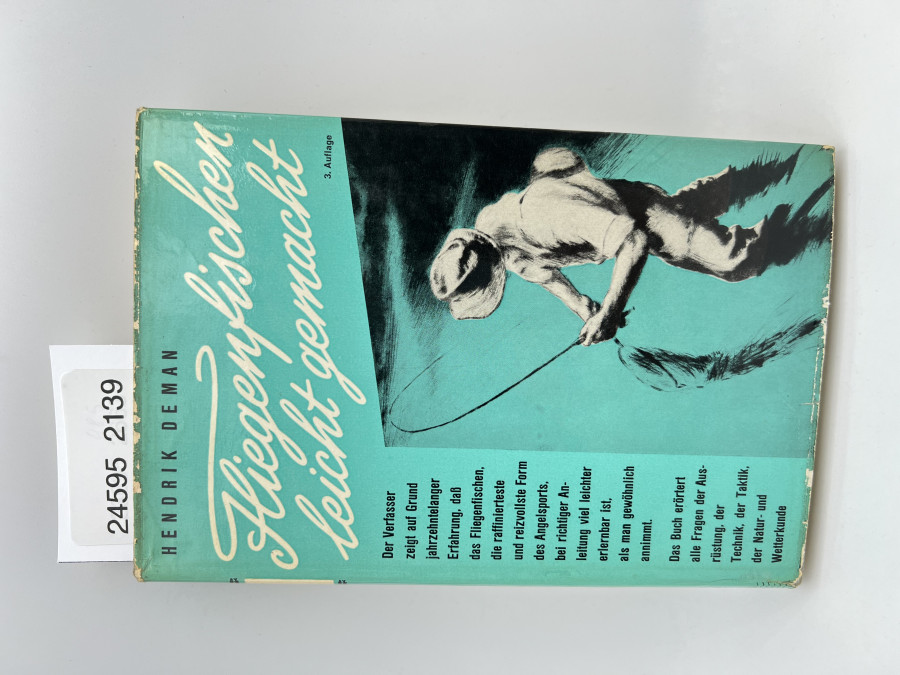 HENDRIK DEMAN
Fliegenfischen
leicht gemacht
3. Auflage
Der Verfasser
zeigt auf Grund
jahrzehntelanger
Erfahrung, daß
das Fliegenfischen,
die raffinierteste
und reizvollste Form
des Angelsports,
bei richtiger An-
leitung viel leichter
erlernbar ist,
als man gewöhnlich
annimmt.
Das Buch erörtert
alle Fragen der Aus-
rüstung, der
Technik, der Taktik,
der Natur- und
Wetterkunde
24595 2139